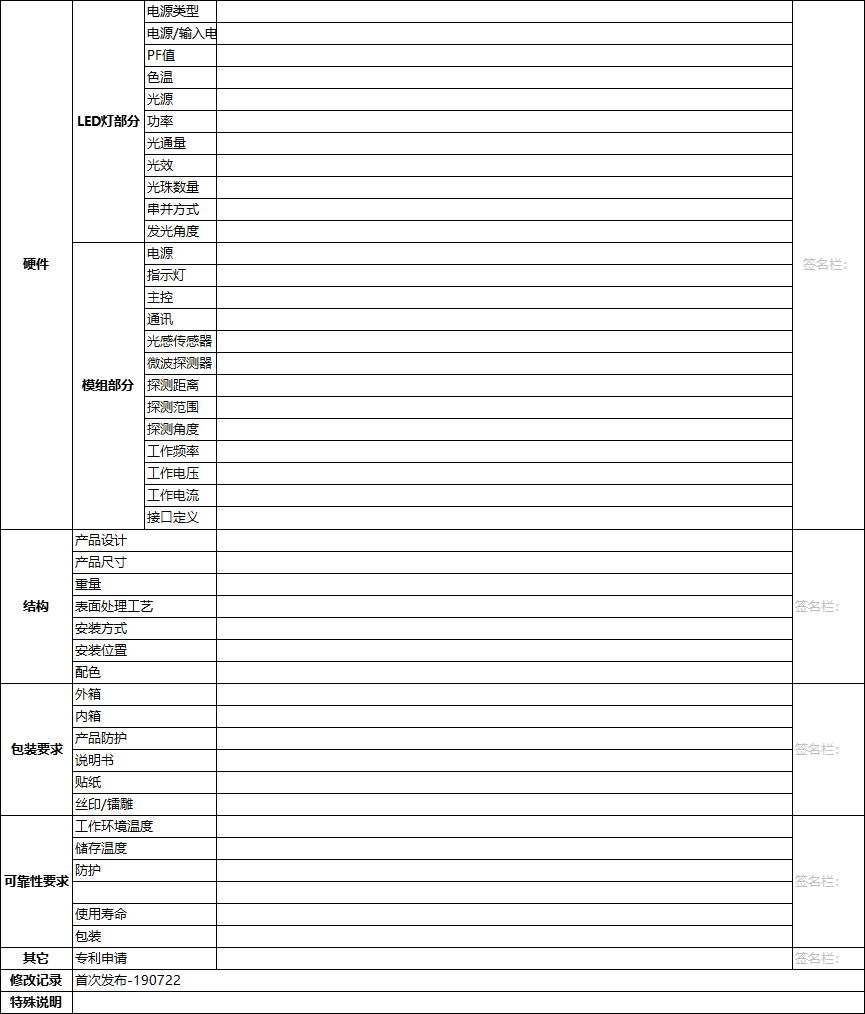 电源类型
电源/输入电
PF值
色温
光源
LED灯部分
功率
光通量
光效
光珠数量
串并方式
发光角度
硬件
签名栏：
电源
指示灯
主控
通讯
光感传感器
微波探测器
模组部分
探测距离
探测范围
探测角度
工作频率
工作电压
工作电流
接口定义
结构
产品设计
产品尺寸
重量
表面处理工艺
签名栏：
安装方式
安装位置
配色
包装要求
外箱
内箱
产品防护
签名栏：
说明书
贴纸
丝印/镭雕
可靠性要求
工作环境温度
储存温度
防护
签名栏：
使用寿命
包装
其它
专利申请
签名栏：
修改记录
首次发布-190722
特殊说明